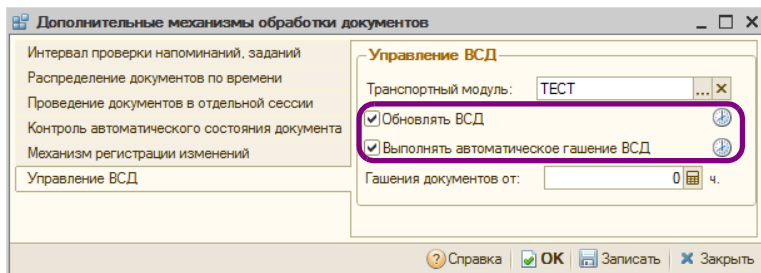 Дополнительные механизмы обработки документов
Интервал проверки напоминаний, заданий
Распределение документов по времени
Проведение документов в отдельной сессии
Контроль автоматического состояния документа
Механизм регистрации изменений
Управление ВСД
Управление ВСД
Транспортный модуль: ТЕСТ ...
Обновлять ВСД
Выполнять автоматическое гашение ВСД
Гашения документов от: 0 ч.
Справка OK Записать Закрыть